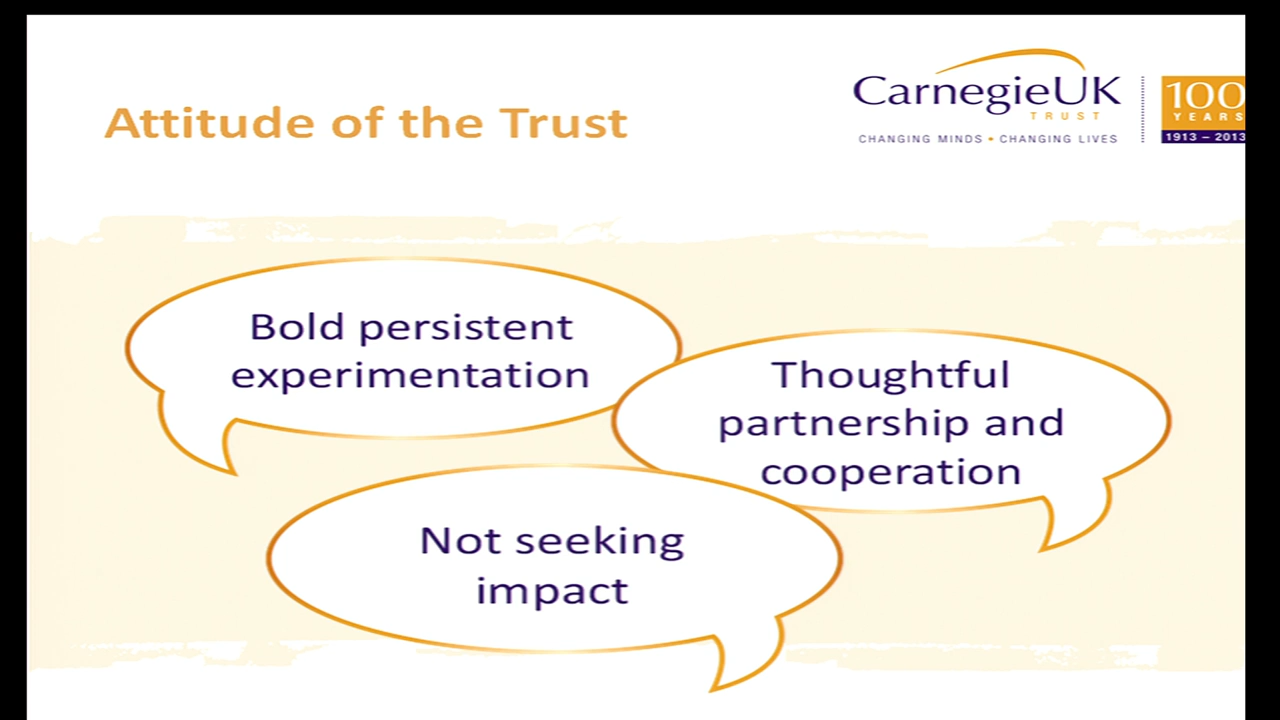 Attitude of the Trust
CarnegieUK
TRUST
CHANGING MINDS • CHANGING LIVES
100
YEARS
1913 – 2013
Bold persistent
experimentation
Thoughtful
partnership and
cooperation
Not seeking
impact